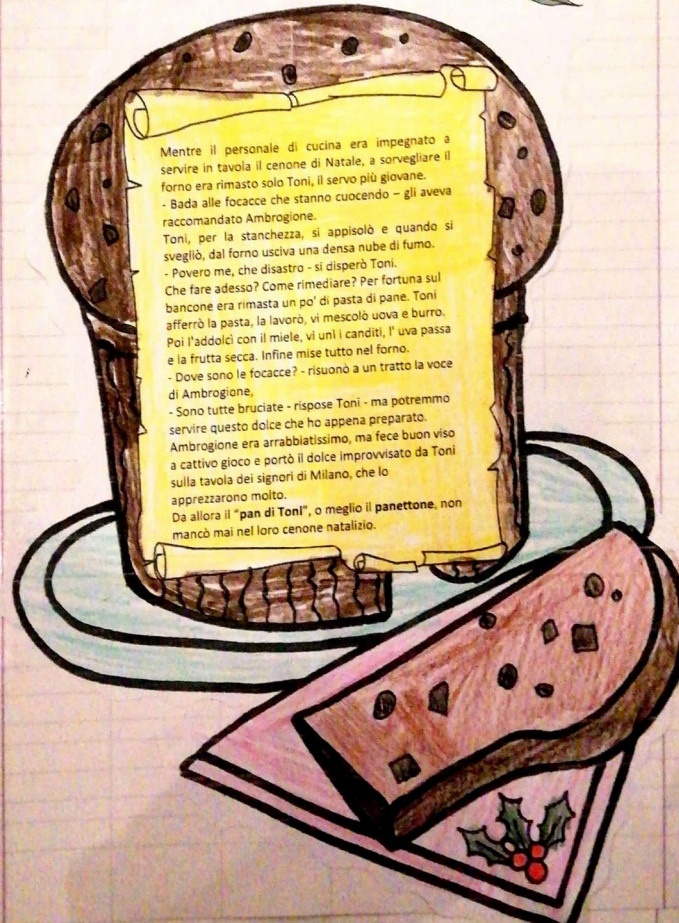 Mentre il personale di cucina era impegnato a
servire in tavola il cenone di Natale, a sorvegliare il
forno era rimasto solo Toni, il servo più giovane.
- Bada alle focacce che stanno cuocendo – gli aveva
raccomandato Ambrogione.
Toni, per la stanchezza, si appisolò e quando si
svegliò, dal forno usciva una densa nube di fumo.
- Povero me, che disastro - si disperò Toni.
Che fare adesso? Come rimediare? Per fortuna sul
bancone era rimasta un po' di pasta di pane. Toni
afferrò la pasta, la lavorò, vi mescolò uova e burro.
Poi l'addolcì con il miele, vi unì i canditi, l' uva passa
e la frutta secca. Infine mise tutto nel forno.
- Dove sono le focacce? - risuonò a un tratto la voce
di Ambrogione,
- Sono tutte bruciate - rispose Toni - ma potremmo
servire questo dolce che ho appena preparato.
Ambrogione era arrabbiatissimo, ma fece buon viso
a cattivo gioco e portò il dolce improvvisato da Toni
sulla tavola dei signori di Milano, che lo
apprezzarono molto.
Da allora il "pan di Toni", o meglio il panettone, non
mancò mai nel loro cenone natalizio.